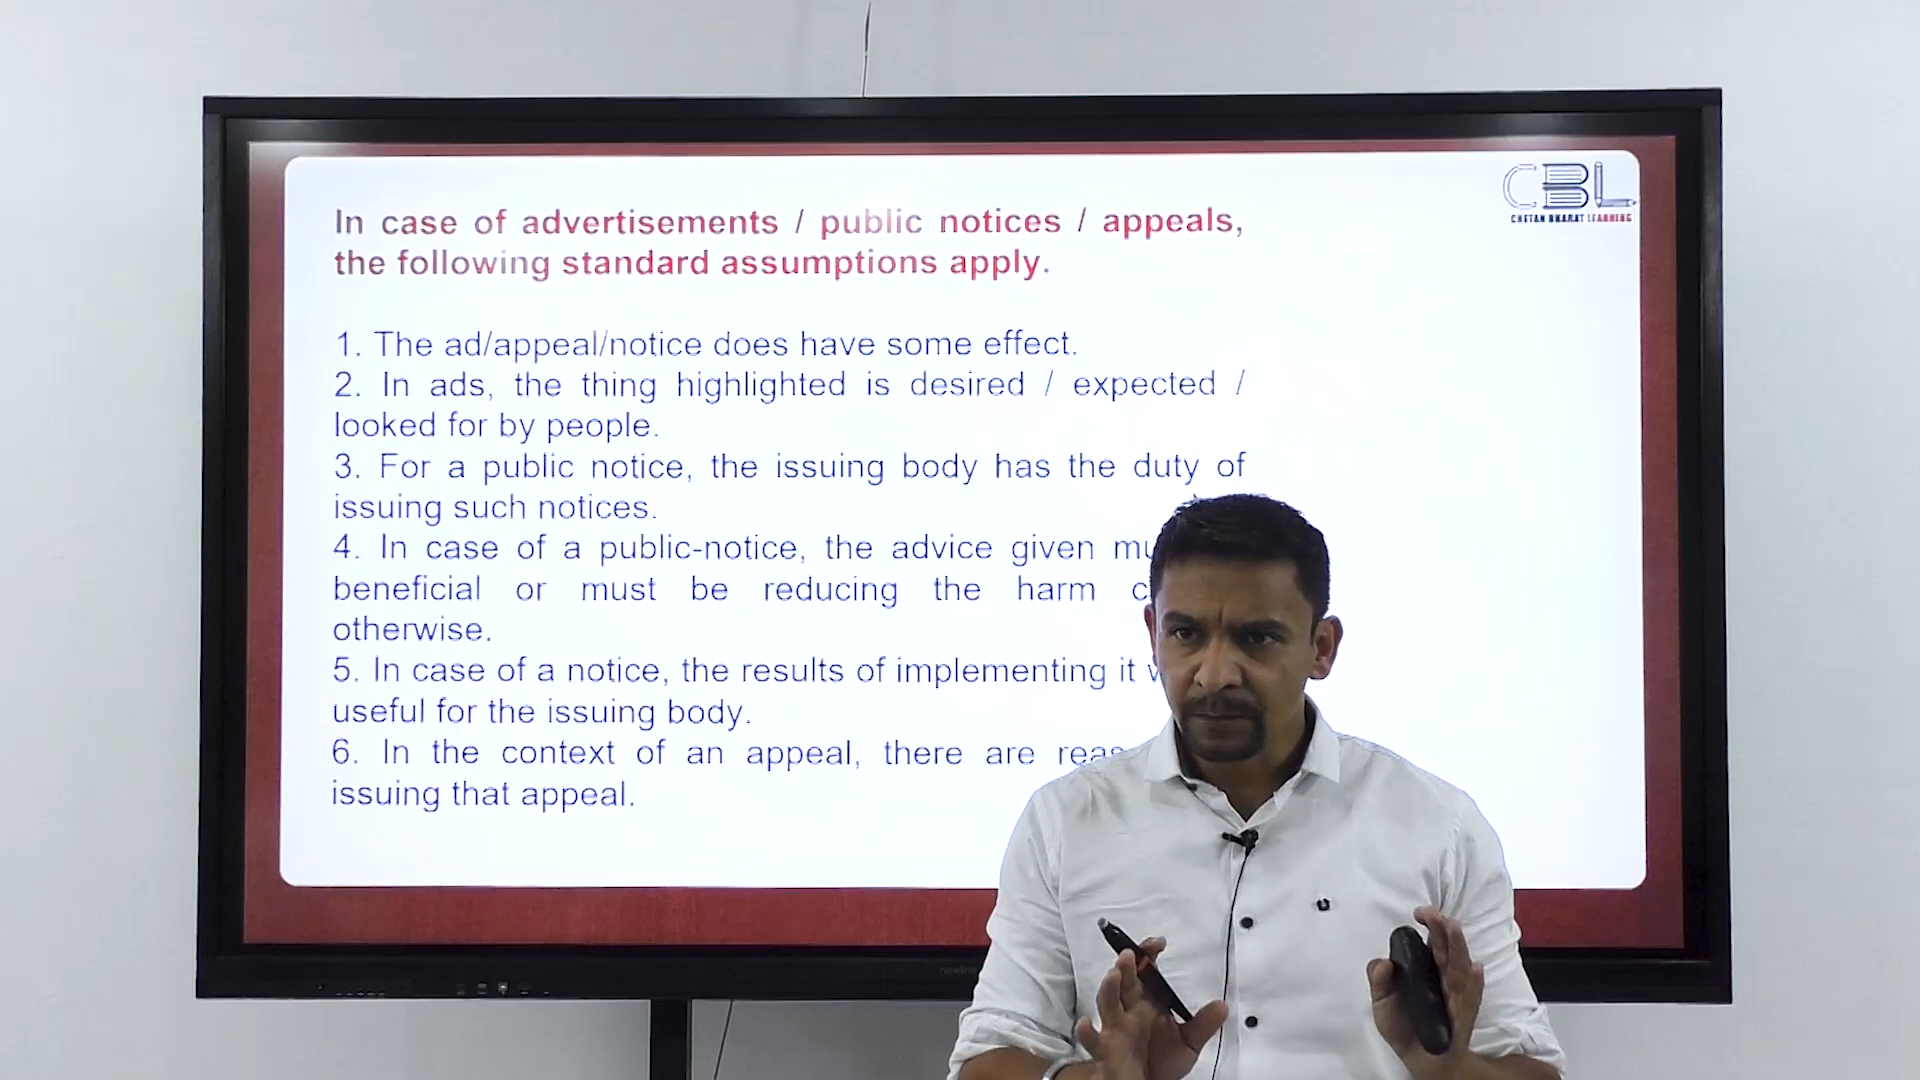 CBL
CHETAN BHARAT LEARNING
In case of advertisements / public notices / appeals,
the following standard assumptions apply.
1. The ad/appeal/notice does have some effect.
2. In ads, the thing highlighted is desired / expected /
looked for by people.
3. For a public notice, the issuing body has the duty of
issuing such notices.
4. In case of a public-notice, the advice given
beneficial or must be reducing the harm
otherwise.
5. In case of a notice, the results of implementing it
useful for the issuing body.
6. In the context of an appeal, there are
issuing that appeal.
newline